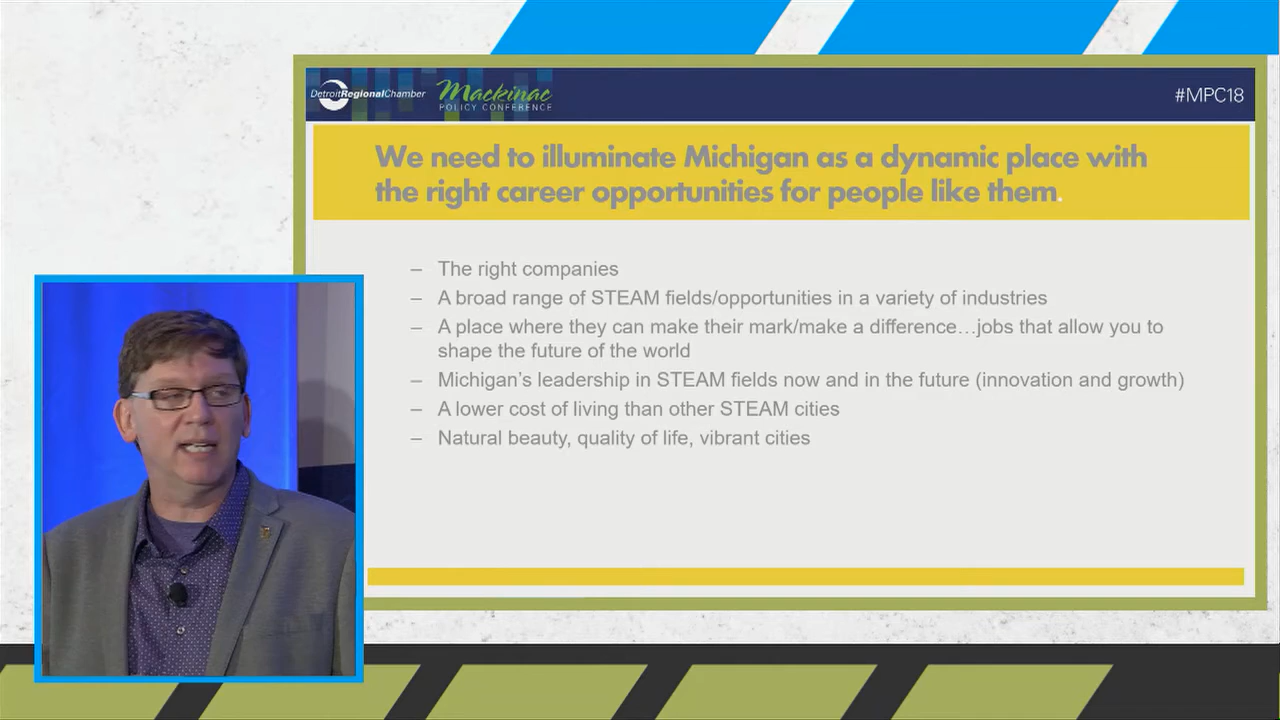 DetroitRegionalChamber
Mackinac
POLICY CONFERENCE
#MPC18
We need to illuminate Michigan as a dynamic place with
the right career opportunities for people like them.
– The right companies
– A broad range of STEAM fields/opportunities in a variety of industries
– A place where they can make their mark/make a difference…jobs that allow you to
shape the future of the world
– Michigan’s leadership in STEAM fields now and in the future (innovation and growth)
– A lower cost of living than other STEAM cities
– Natural beauty, quality of life, vibrant cities